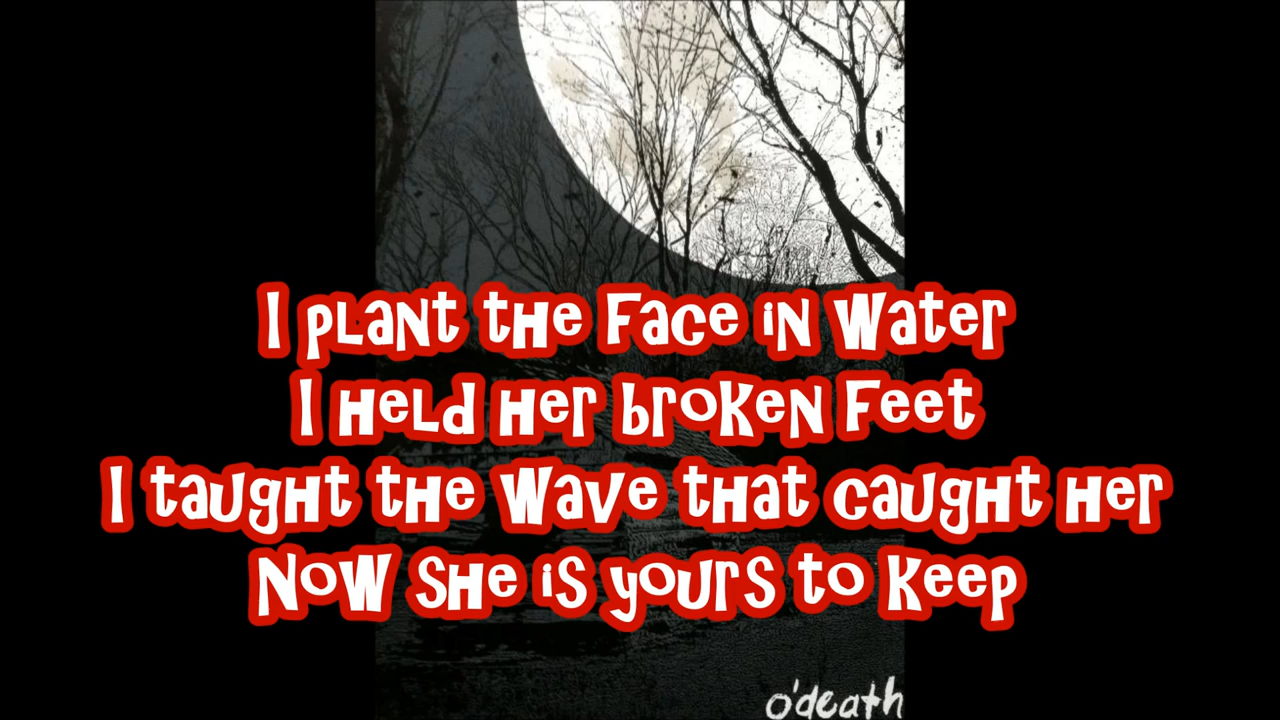 I plant the Face in Water
I Held Her broken Feet
I taught the Wave that caught Her
Now She is yours to Keep
o'death